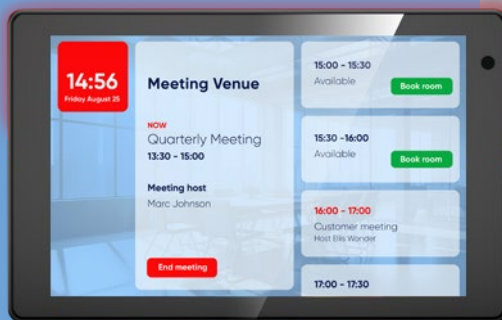 14:56
Friday August 25
Meeting Venue
NOW
Quarterly Meeting
13:30 - 15:00
Meeting host
Marc Johnson
End meeting
15:00 - 15:30
Available
Book room
15:30 -16:00
Available
Book room
16:00 - 17:00
Customer meeting
Host Ellis Wonder
17:00 - 17:30